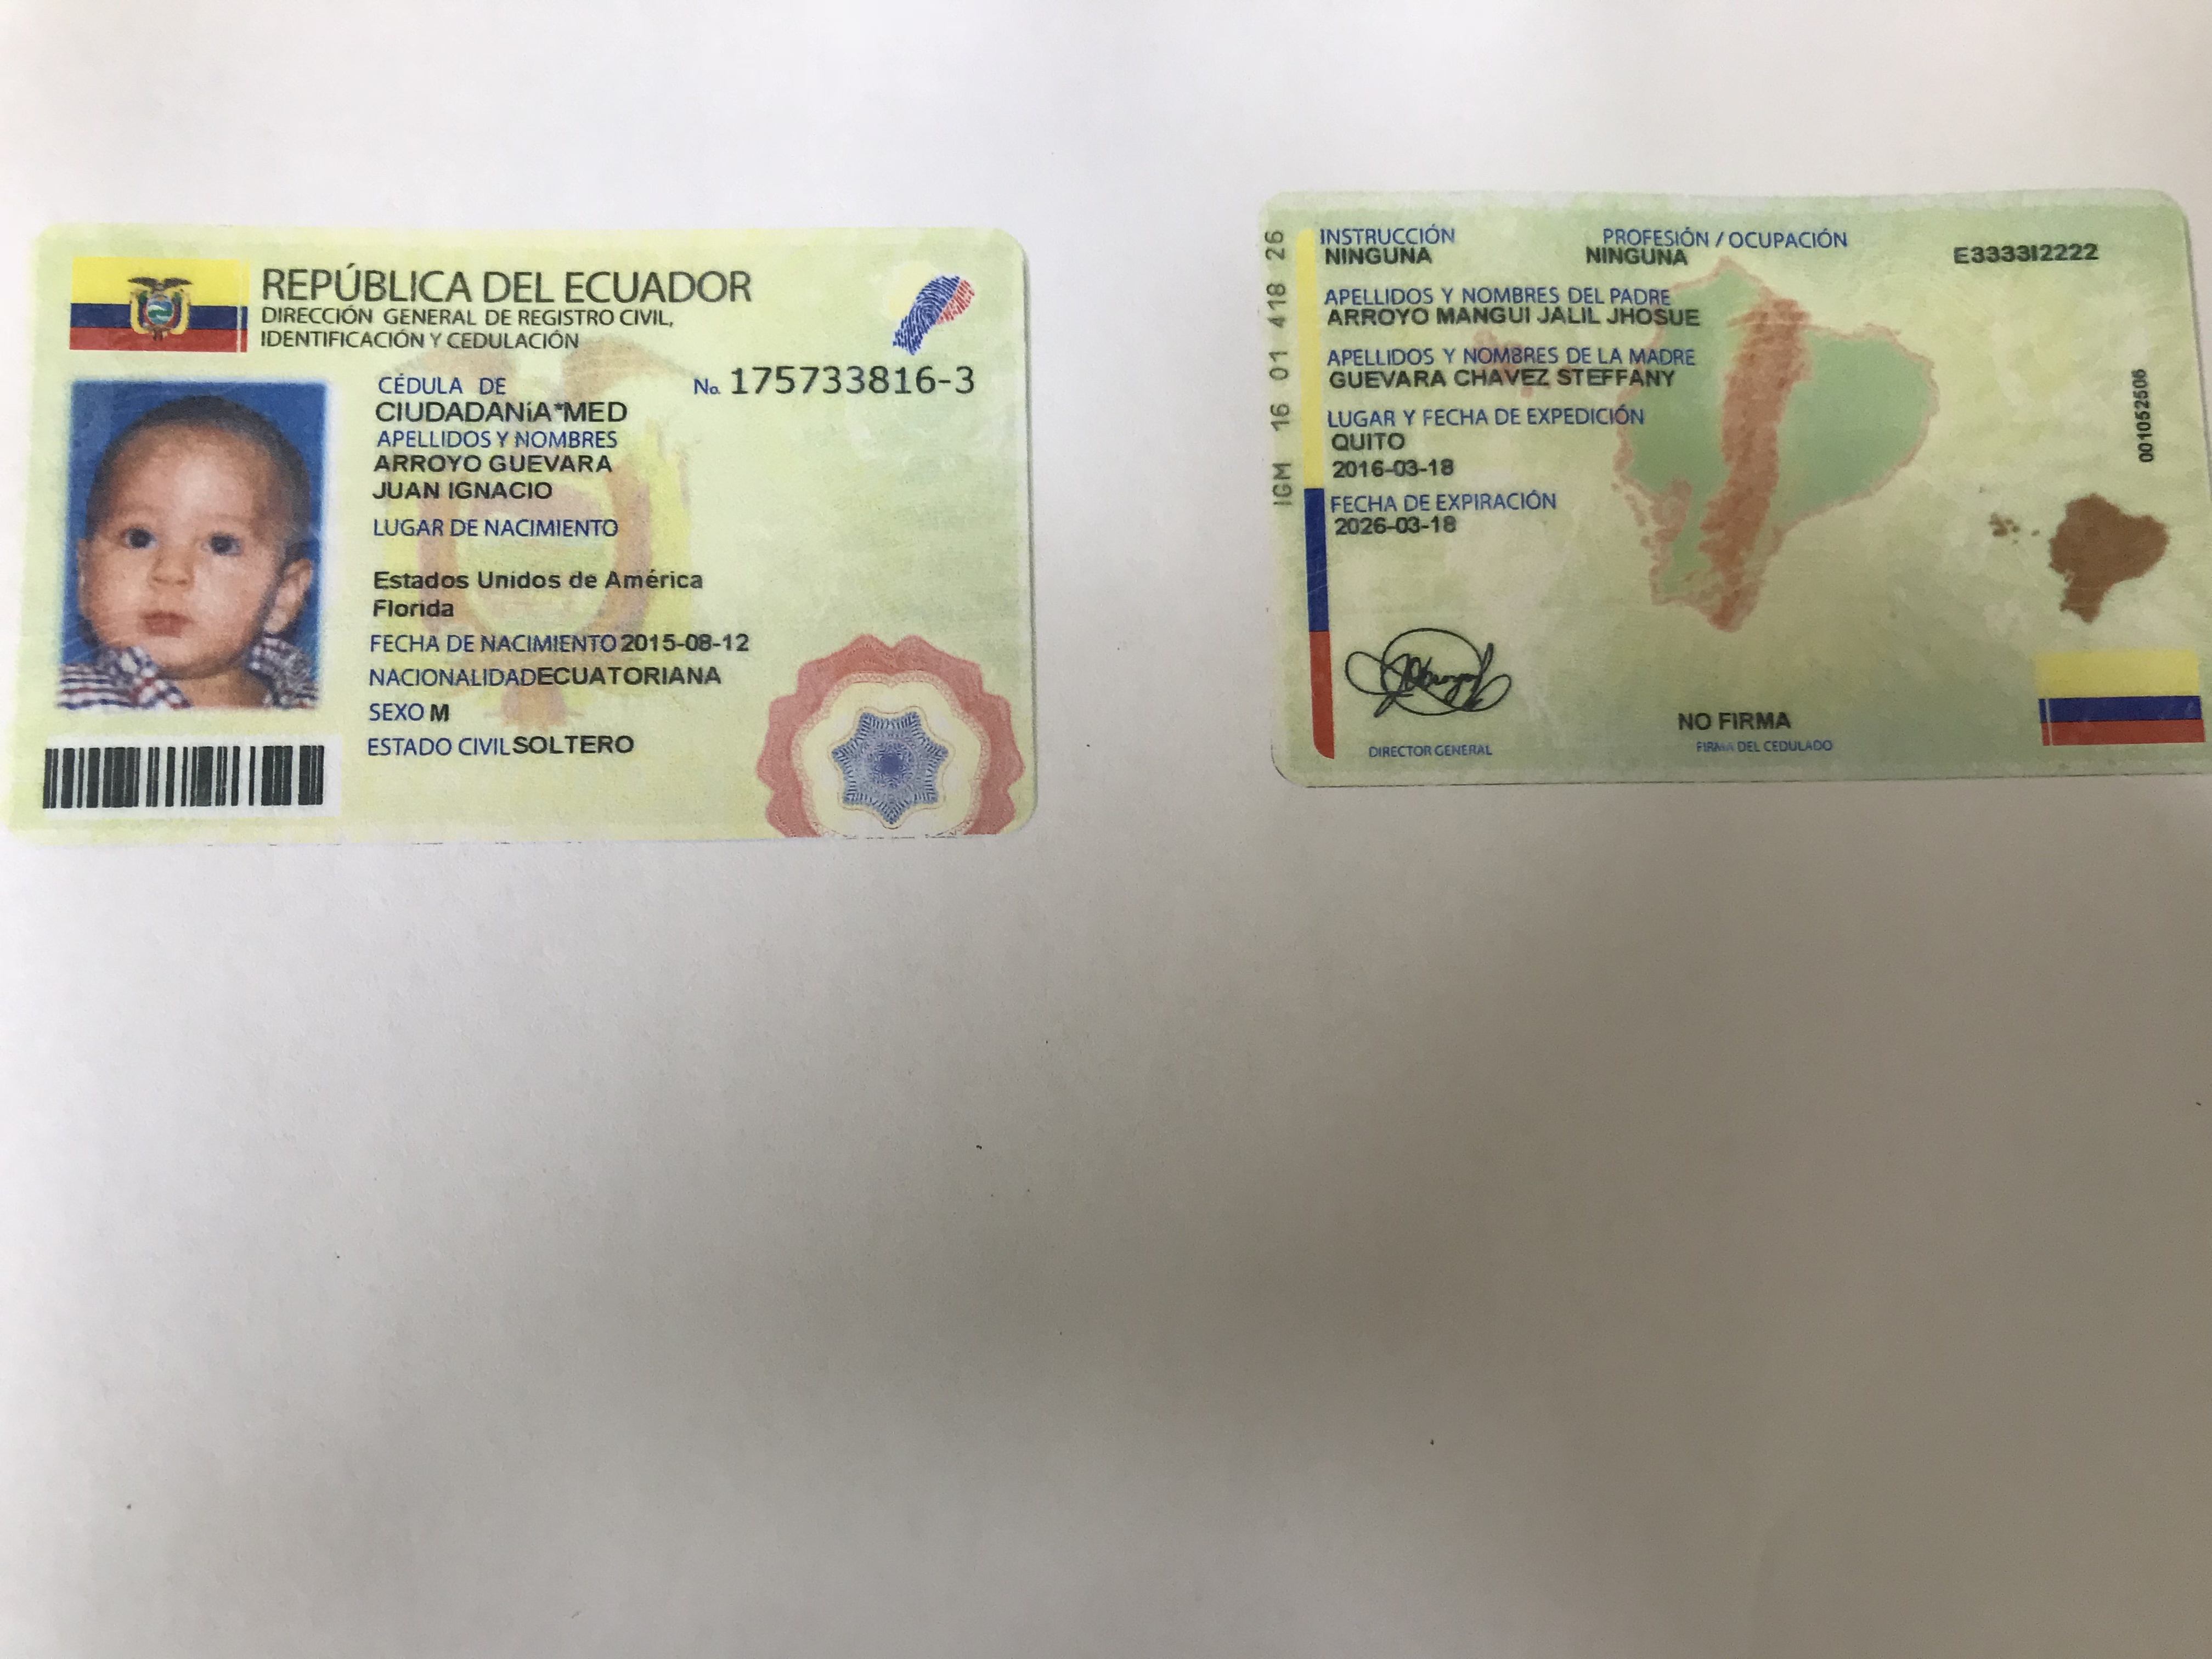 REPÚBLICA DEL ECUADOR
DIRECCIÓN GENERAL DE REGISTRO CIVIL,
IDENTIFICACIÓN Y CEDULACIÓN
CÉDULA DE
No. 175733816-3
CIUDADANíA*MED
APELLIDOS Y NOMBRES
ARROYO GUEVARA
JUAN IGNACIO
LUGAR DE NACIMIENTO
Estados Unidos de América
Florida
FECHA DE NACIMIENTO 2015-08-12
NACIONALIDAD ECUATORIANA
SEXO M
ESTADO CIVIL SOLTERO
IGM 16 01 418 26
INSTRUCCIÓN
NINGUNA
PROFESIÓN / OCUPACIÓN
NINGUNA
E3333I2222
APELLIDOS Y NOMBRES DEL PADRE
ARROYO MANGUI JALIL JHOSUE
APELLIDOS Y NOMBRES DE LA MADRE
GUEVARA CHAVEZ STEFFANY
LUGAR Y FECHA DE EXPEDICIÓN
QUITO
2016-03-18
FECHA DE EXPIRACIÓN
2026-03-18
001052506
DIRECTOR GENERAL
NO FIRMA
FIRMA DEL CEDULADO